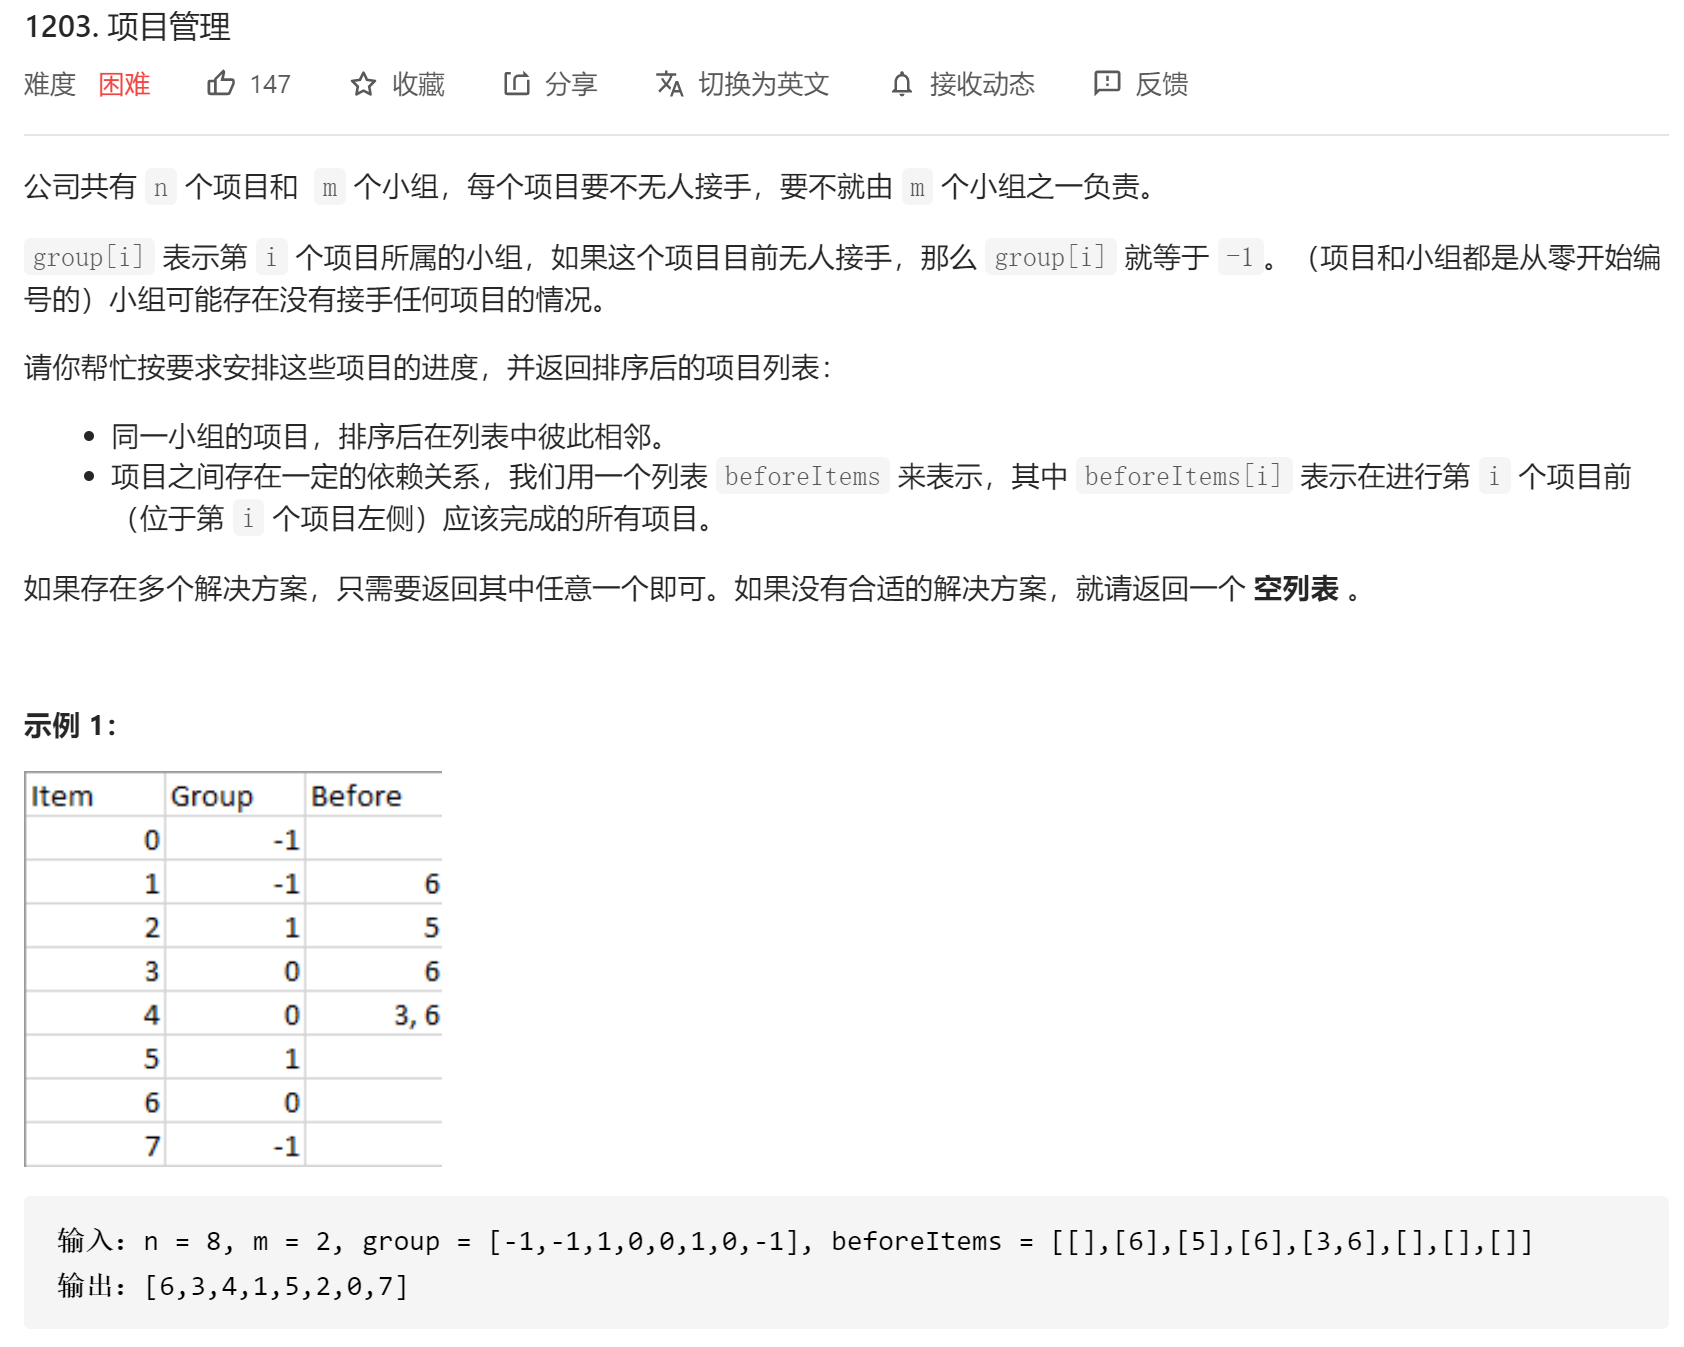 1203. 项目管理
难度 困难 147 收藏 分享 切换为英文 接收动态 反馈
公司共有 n 个项目和 m 个小组，每个项目要不无人接手，要不就由 m 个小组之一负责。
group[i] 表示第 i 个项目所属的小组，如果这个项目目前无人接手，那么 group[i] 就等于 -1。（项目和小组都是从零开始编
号的）小组可能存在没有接手任何项目的情况。
请你帮忙按要求安排这些项目的进度，并返回排序后的项目列表：
• 同一小组的项目，排序后在列表中彼此相邻。
• 项目之间存在一定的依赖关系，我们用一个列表 beforeItems 来表示，其中 beforeItems[i] 表示在进行第 i 个项目前
（位于第 i 个项目左侧）应该完成的所有项目。
如果存在多个解决方案，只需要返回其中任意一个即可。如果没有合适的解决方案，就请返回一个 空列表 。
示例 1：
Item Group Before
0 -1
1 -1 6
2 1 5
3 0 6
4 0 3, 6
5 1
6 0
7 -1
输入：n = 8, m = 2, group = [-1,-1,1,0,0,1,0,-1], beforeItems = [[],[6],[5],[6],[3,6],[],[],[]]
输出：[6,3,4,1,5,2,0,7]